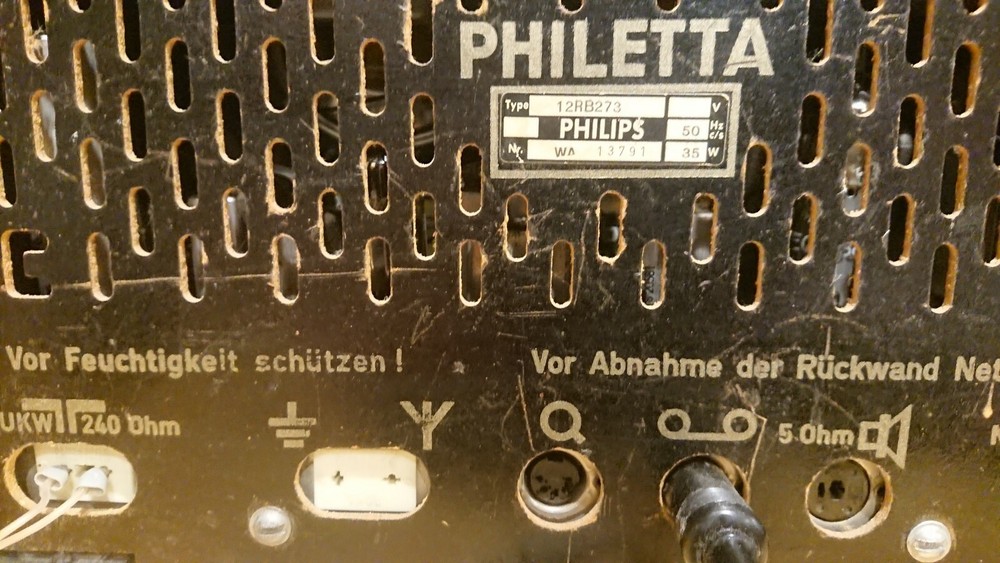 PHILETTA
Type 12RB273 V
PHILIPS 50 Hz c/s
Nr. WA 13791 35 W
Vor Feuchtigkeit schützen!
Vor Abnahme der Rückwand Net
UKW 240 Ohm
5 Ohm